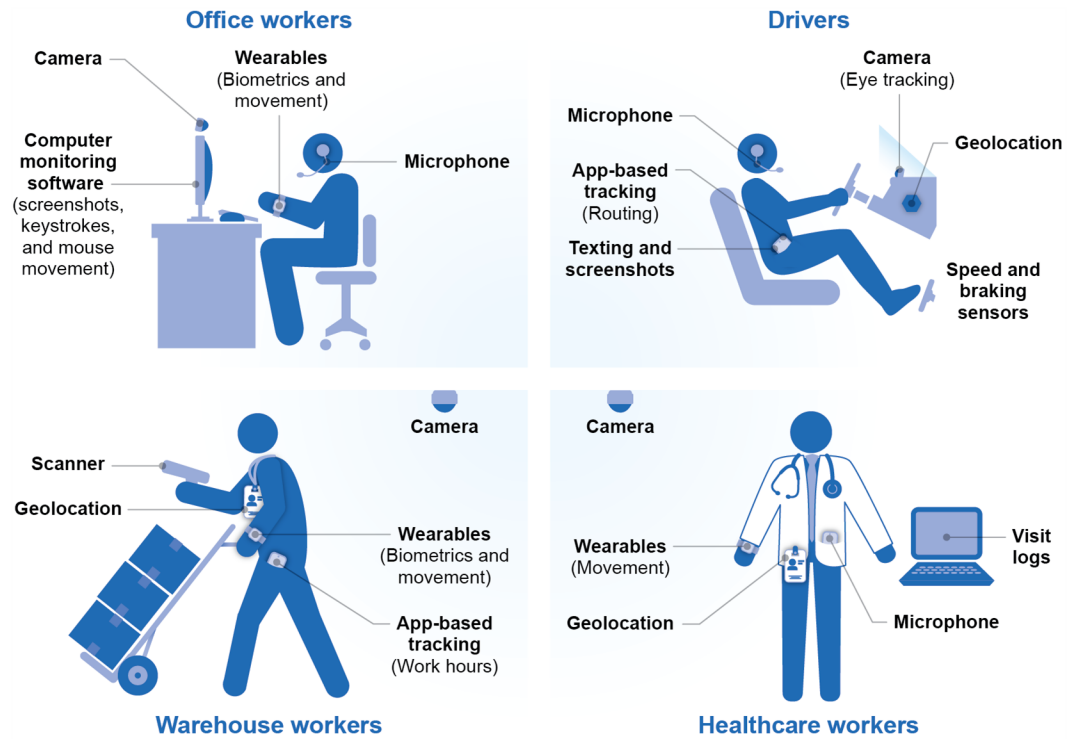 Office workers
Camera
Wearables
(Biometrics and
movement)
Computer
monitoring
software
(screenshots,
keystrokes,
and mouse
movement)
Microphone
Drivers
Camera
(Eye tracking)
Microphone
Geolocation
App-based
tracking
(Routing)
Texting and
screenshots
Speed and
braking
sensors
Camera
Scanner
Geolocation
Wearables
(Biometrics and
movement)
App-based
tracking
(Work hours)
Warehouse workers
Camera
Wearables
(Movement)
Visit
logs
Geolocation
Microphone
Healthcare workers